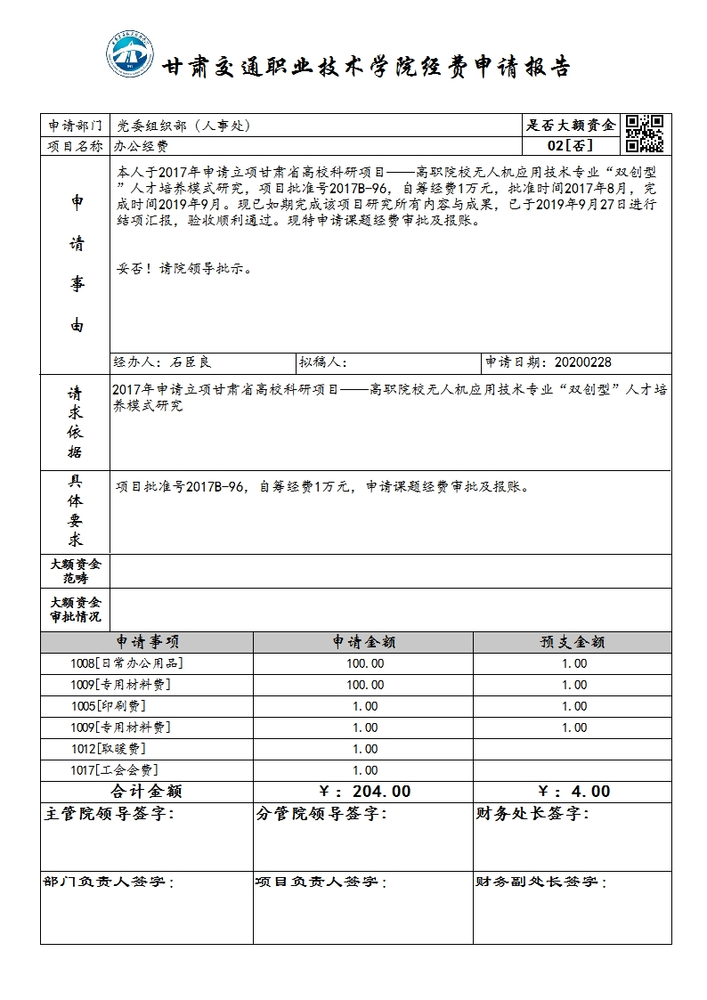 甘肃交通职业技术学院经费申请报告
申请部门 党委组织部（人事处） 是否大额资金
项目名称 办公经费 02[否]
申请事由
本人于2017年申请立项甘肃省高校科研项目——高职院校无人机应用技术专业“双创型
”人才培养模式研究，项目批准号2017B-96，自筹经费1万元，批准时间2017年8月，完
成时间2019年9月。现已如期完成该项目研究所有内容与成果，已于2019年9月27日进行
结项汇报，验收顺利通过。现特申请课题经费审批及报账。
妥否！请院领导批示。
经办人：石臣良 拟稿人： 申请日期：20200228
请求依据
2017年申请立项甘肃省高校科研项目——高职院校无人机应用技术专业“双创型”人才培
养模式研究
具体要求
项目批准号2017B-96，自筹经费1万元，申请课题经费审批及报账。
大额资金
范畴
大额资金
审批情况
申请事项 申请金额 预支金额
1008[日常办公用品] 100.00 1.00
1009[专用材料费] 100.00 1.00
1005[印刷费] 1.00 1.00
1009[专用材料费] 1.00 1.00
1012[取暖费] 1.00
1017[工会会费] 1.00
合计金额 ￥：204.00 ￥：4.00
主管院领导签字： 分管院领导签字： 财务处长签字：
部门负责人签字： 项目负责人签字： 财务副处长签字：